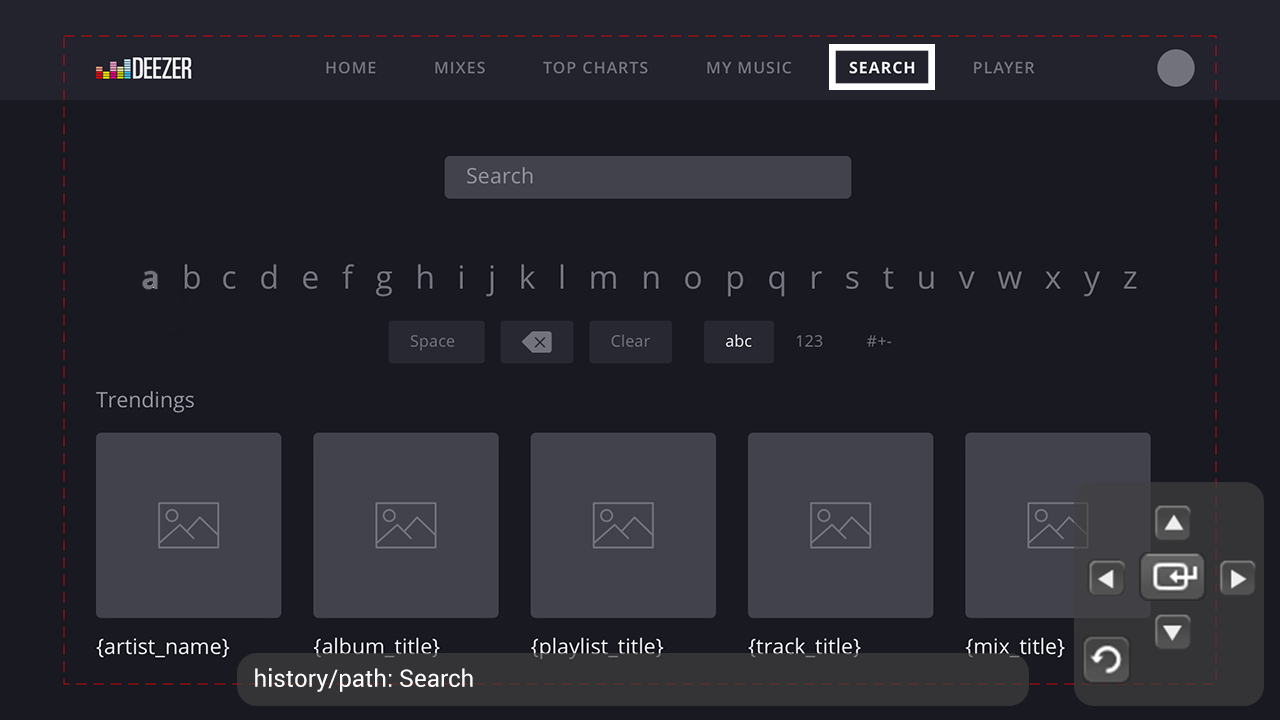 DEEZER HOME MIXES TOP CHARTS MY MUSIC SEARCH PLAYER
Search
a b c d e f g h i j k l m n o p q r s t u v w x y z
Space Clear abc 123 #+-
Trendings
{artist_name} {album_title} {playlist_title} {track_title} {mix_title}
history/path: Search